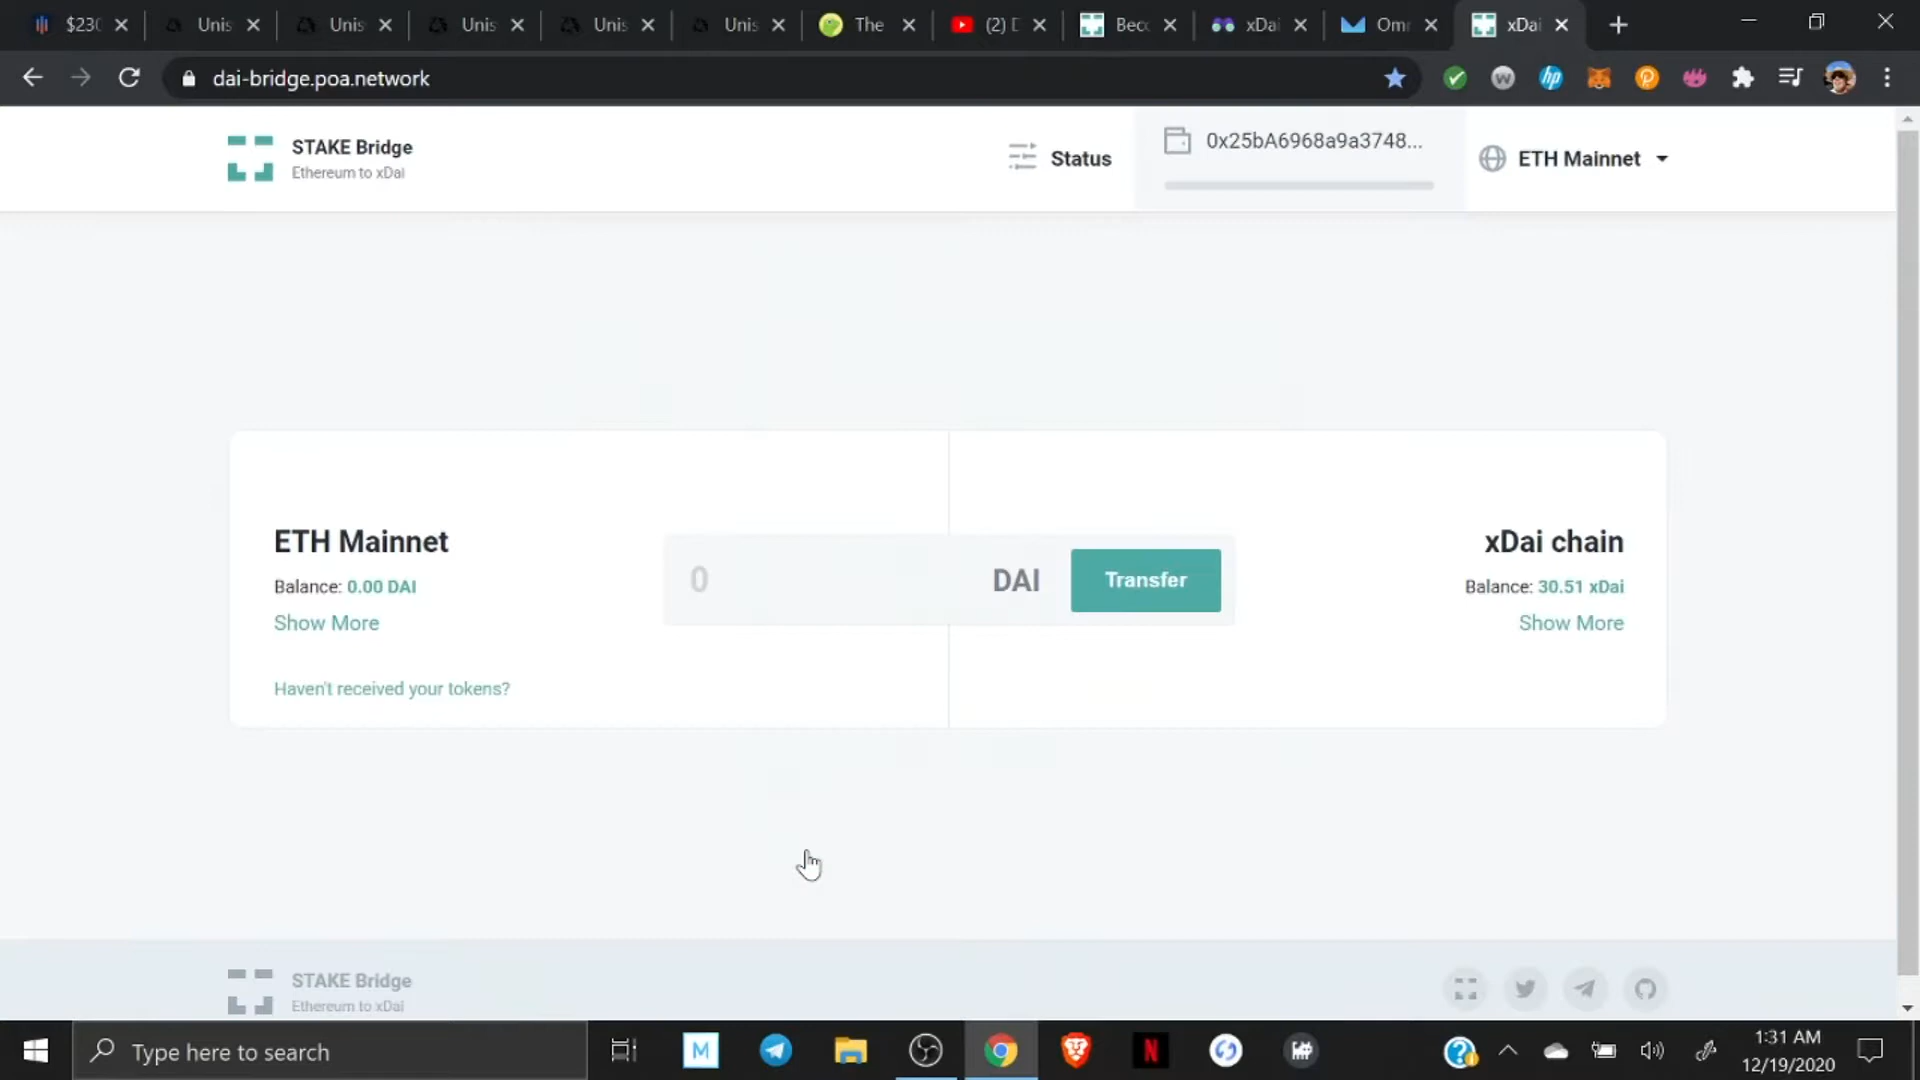 $230
Unis
Unis
Unis
Unis
Unis
The
(2) D
Beco
xDai
Omn
xDai
dai-bridge.poa.network
STAKE Bridge
Ethereum to xDai
Status
0x25bA6968a9a3748...
ETH Mainnet
ETH Mainnet
Balance: 0.00 DAI
Show More
Haven't received your tokens?
0
DAI
Transfer
xDai chain
Balance: 30.51 xDai
Show More
STAKE Bridge
Ethereum to xDai
Type here to search
1:31 AM
12/19/2020